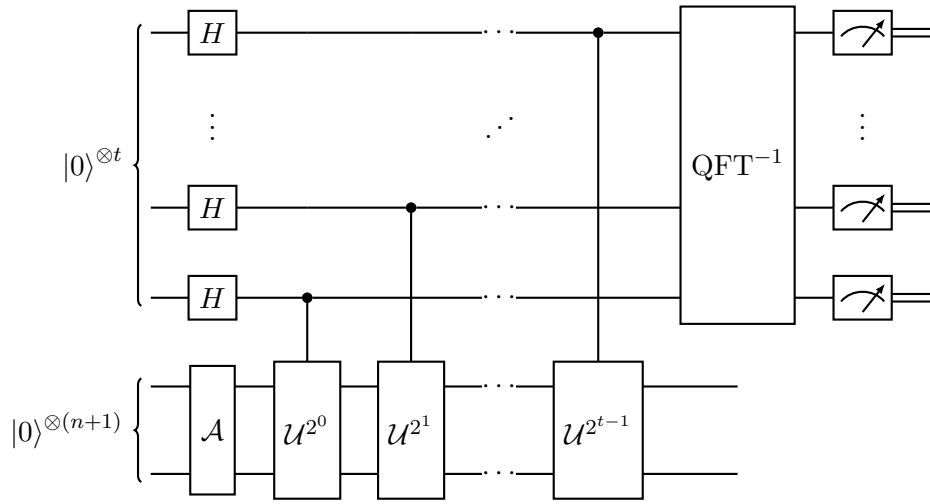 H ···
|0⟩^{⊗t} ⋮ ⋰ QFT^{-1} ⋮
H ···
H ···
|0⟩^{⊗(n+1)} 𝒜 𝒰^{2^0} 𝒰^{2^1} ··· 𝒰^{2^{t-1}}
···